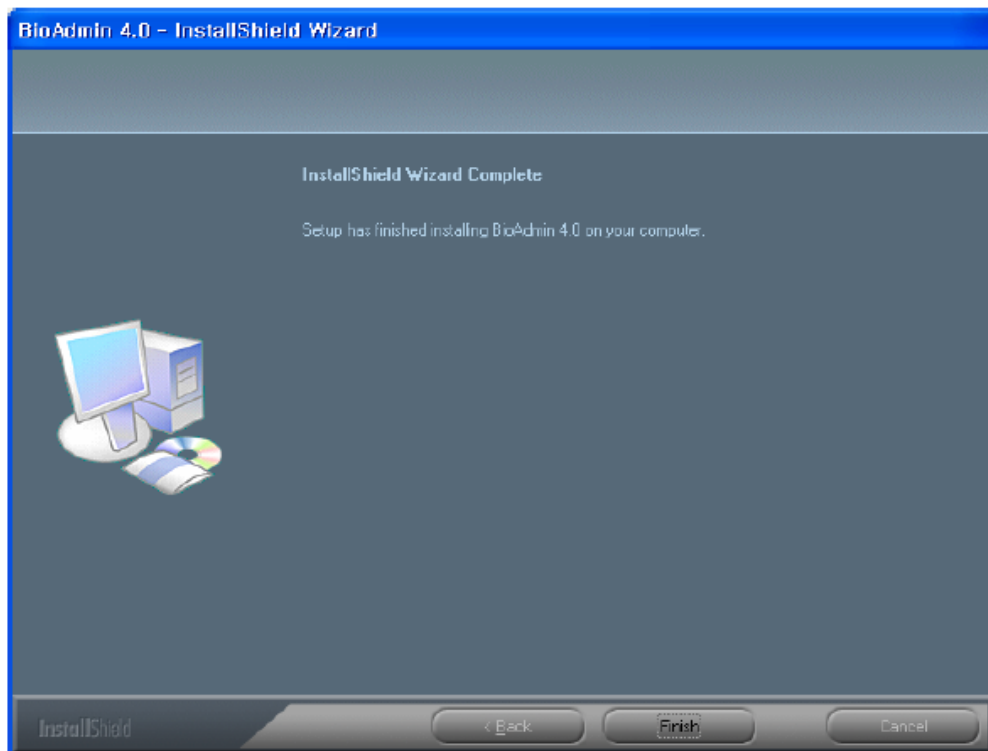 BioAdmin 4.0 - InstallShield Wizard
InstallShield Wizard Complete
Setup has finished installing BioAdmin 4.0 on your computer.
InstallShield
< Back
Finish
Cancel